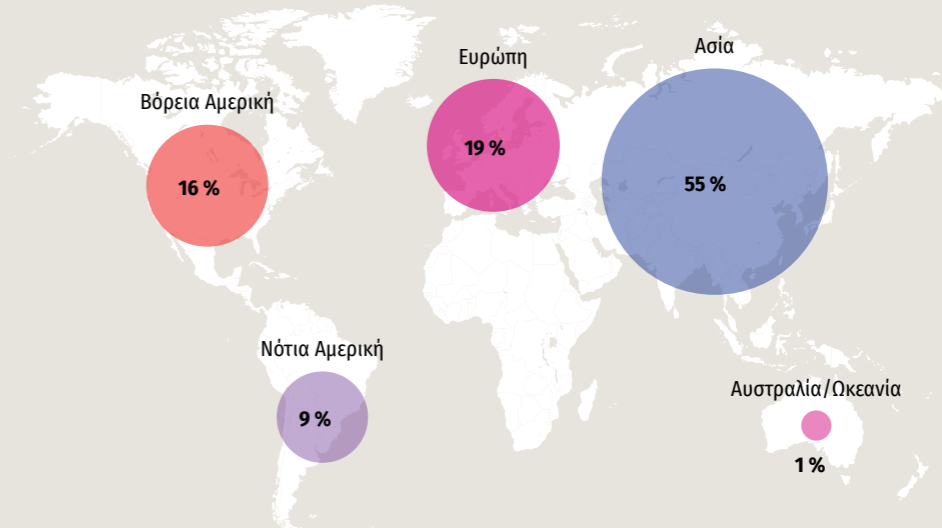 Ασία
Ευρώπη
Βόρεια Αμερική
19 %
55 %
16 %
Νότια Αμερική
Αυστραλία/Ωκεανία
9 %
1 %